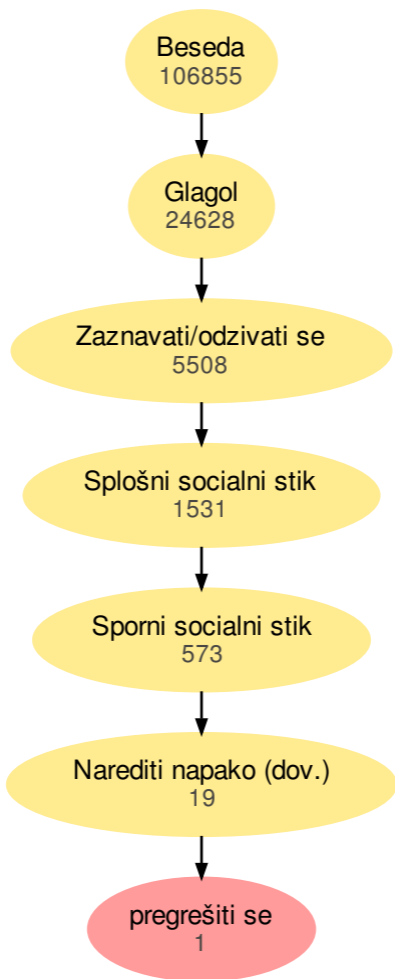 Beseda
106855
Glagol
24628
Zaznavati/odzivati se
5508
Splošni socialni stik
1531
Sporni socialni stik
573
Narediti napako (dov.)
19
pregrešiti se
1